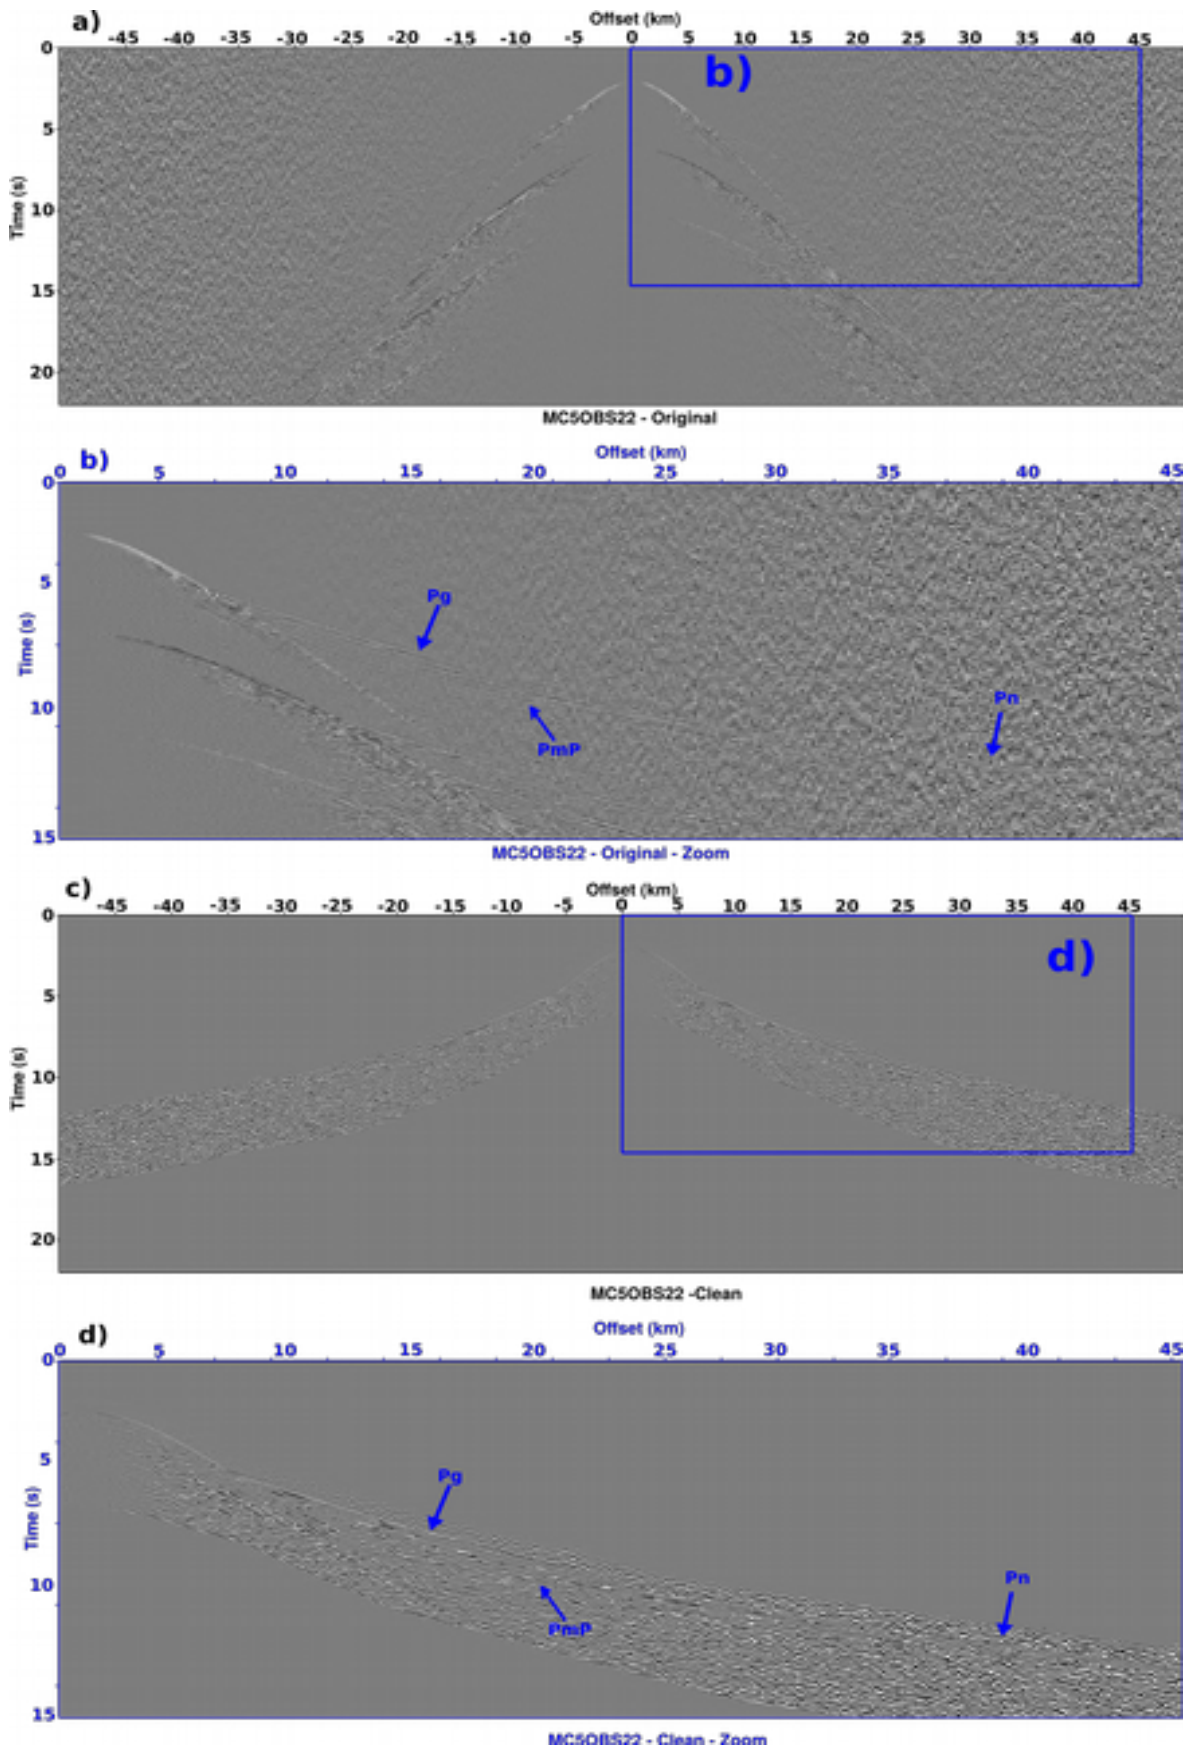 a)
Offset (km)
-45 -40 -35 -30 -25 -20 -15 -10 -5 0 5 10 15 20 25 30 35 40 45
b)
0
5
10
15
20
Time (s)
MC5OBS22 - Original
b)
Offset (km)
0 5 10 15 20 25 30 35 40 45
0
5
10
15
Time (s)
Pg
Pn
PmP
MC5OBS22 - Original - Zoom
c)
Offset (km)
-45 -40 -35 -30 -25 -20 -15 -10 -5 0 5 10 15 20 25 30 35 40 45
d)
0
5
10
15
20
Time (s)
MC5OBS22 -Clean
d)
Offset (km)
0 5 10 15 20 25 30 35 40 45
0
5
10
15
Time (s)
Pg
Pn
PmP
MC5OBS22 - Clean - Zoom